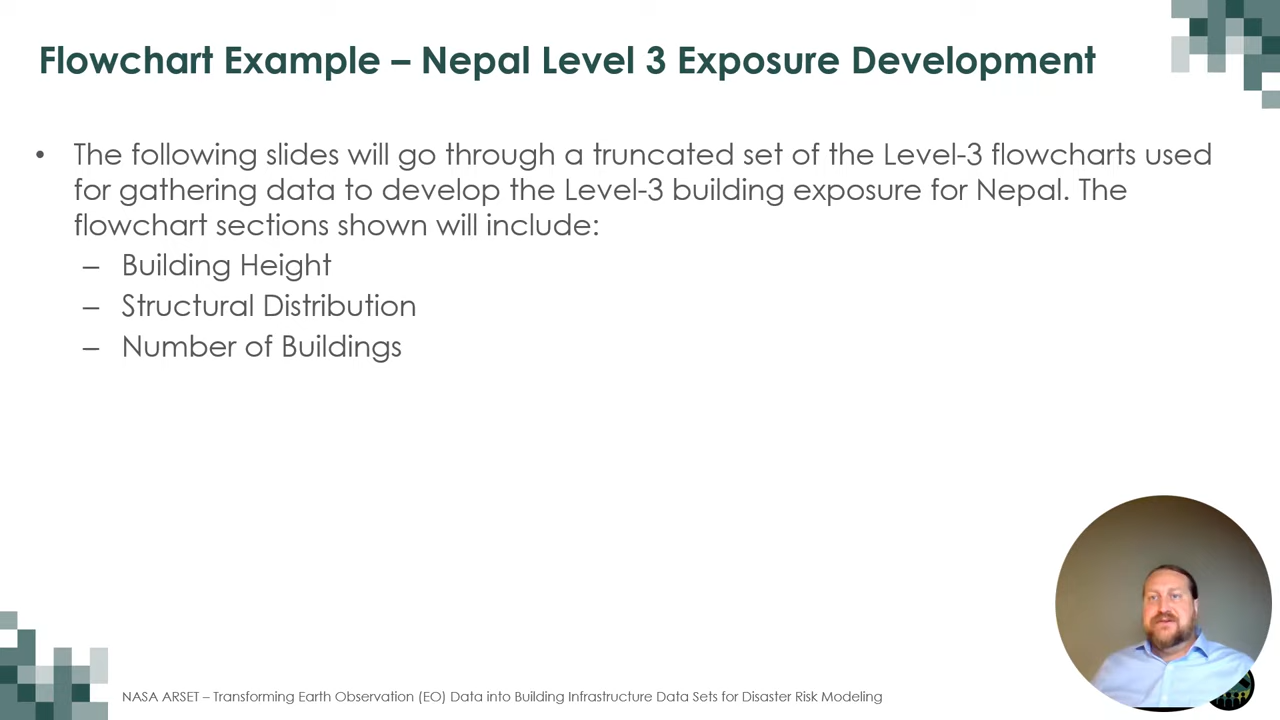 Flowchart Example – Nepal Level 3 Exposure Development
• The following slides will go through a truncated set of the Level-3 flowcharts used
for gathering data to develop the Level-3 building exposure for Nepal. The
flowchart sections shown will include:
– Building Height
– Structural Distribution
– Number of Buildings
NASA ARSET – Transforming Earth Observation (EO) Data into Building Infrastructure Data Sets for Disaster Risk Modeling